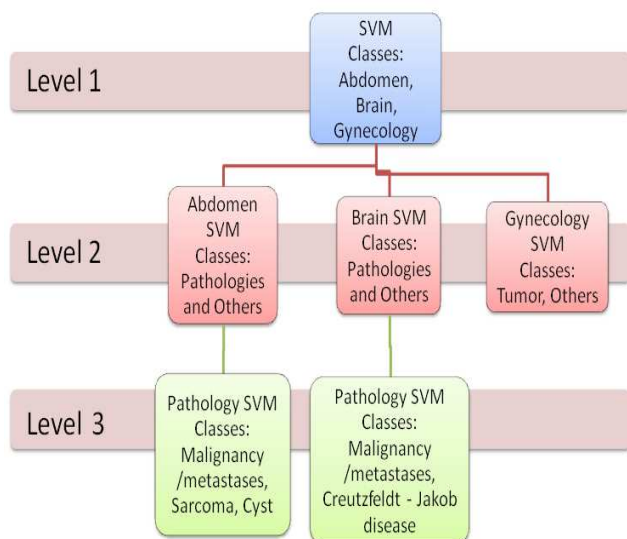 SVM
Classes:
Abdomen,
Brain,
Gynecology
Level 1
Abdomen
SVM
Classes:
Pathologies
and Others
Brain SVM
Classes:
Pathologies
and Others
Gynecology
SVM
Classes:
Tumor, Others
Level 2
Pathology SVM
Classes:
Malignancy
/metastases,
Sarcoma, Cyst
Pathology SVM
Classes:
Malignancy
/metastases,
Creutzfeldt - Jakob
disease
Level 3